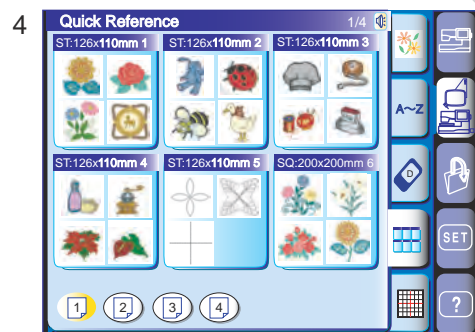 4
Quick Reference 1/4
ST:126x110mm 1 ST:126x110mm 2 ST:126x110mm 3
A~Z
D
ST:126x110mm 4 ST:126x110mm 5 SQ:200x200mm 6
SET
1 2 3 4 ?